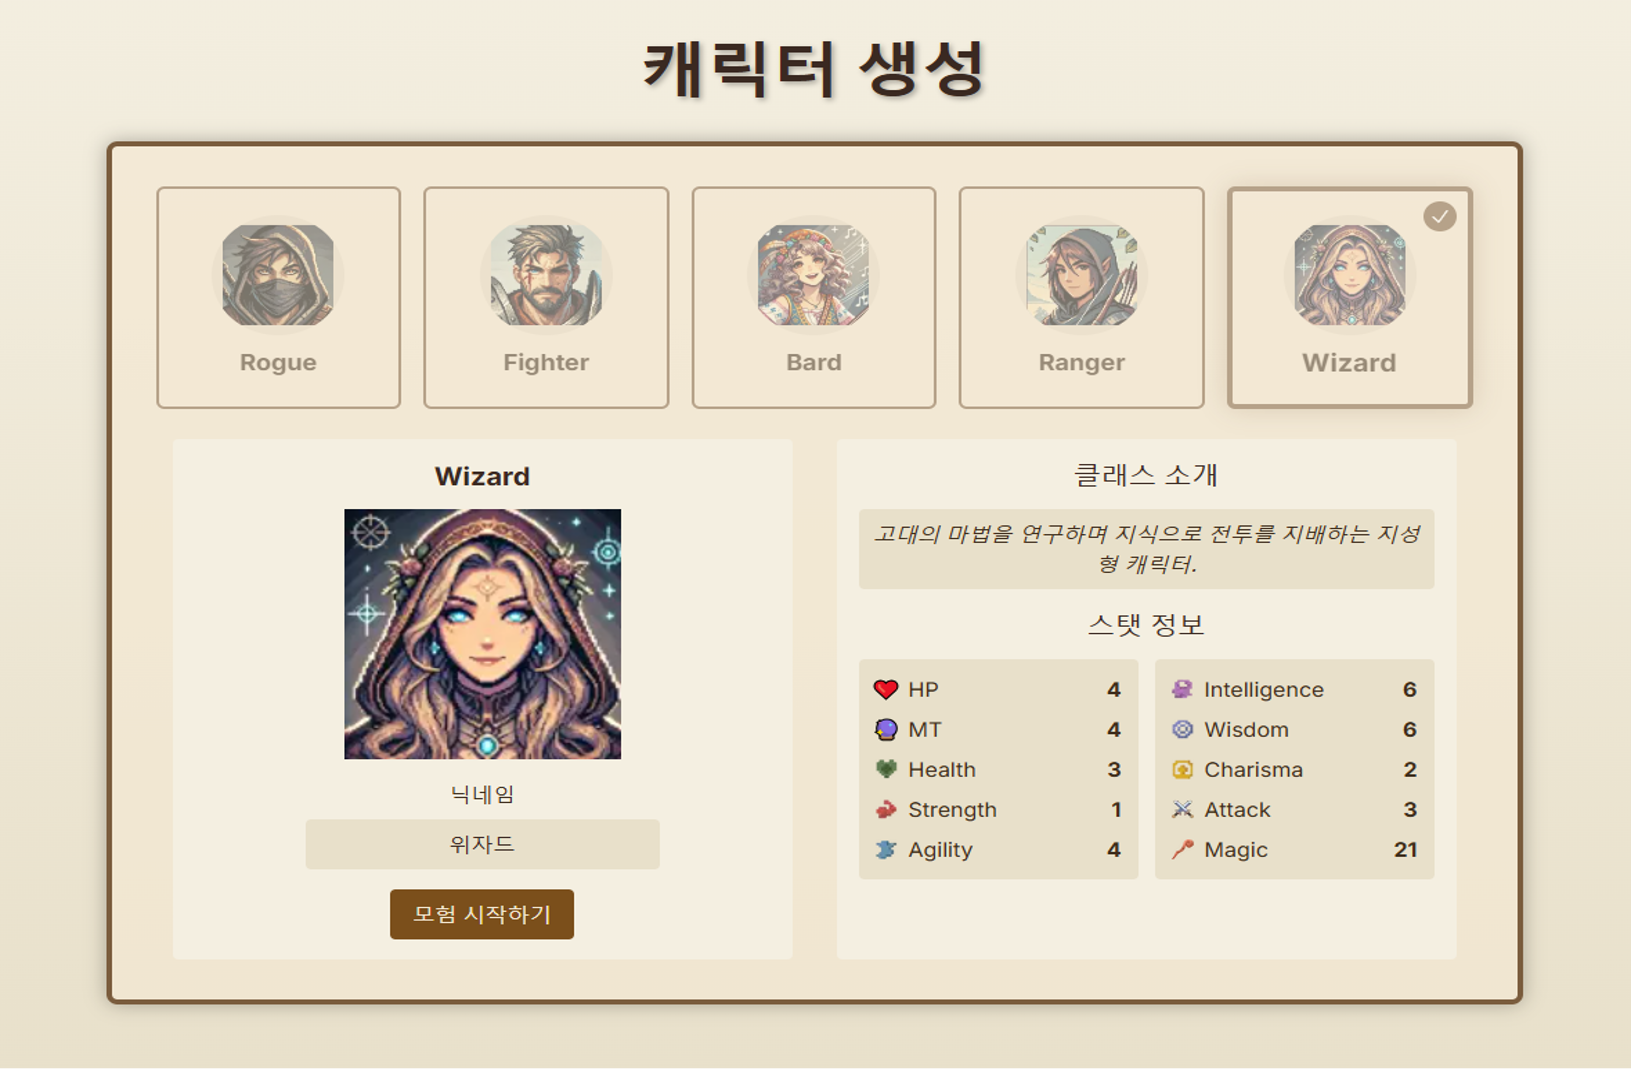 캐릭터 생성
Rogue
Fighter
Bard
Ranger
Wizard
Wizard
닉네임
위자드
모험 시작하기
클래스 소개
고대의 마법을 연구하며 지식으로 전투를 지배하는 지성
형 캐릭터.
스탯 정보
HP 4
MT 4
Health 3
Strength 1
Agility 4
Intelligence 6
Wisdom 6
Charisma 2
Attack 3
Magic 21